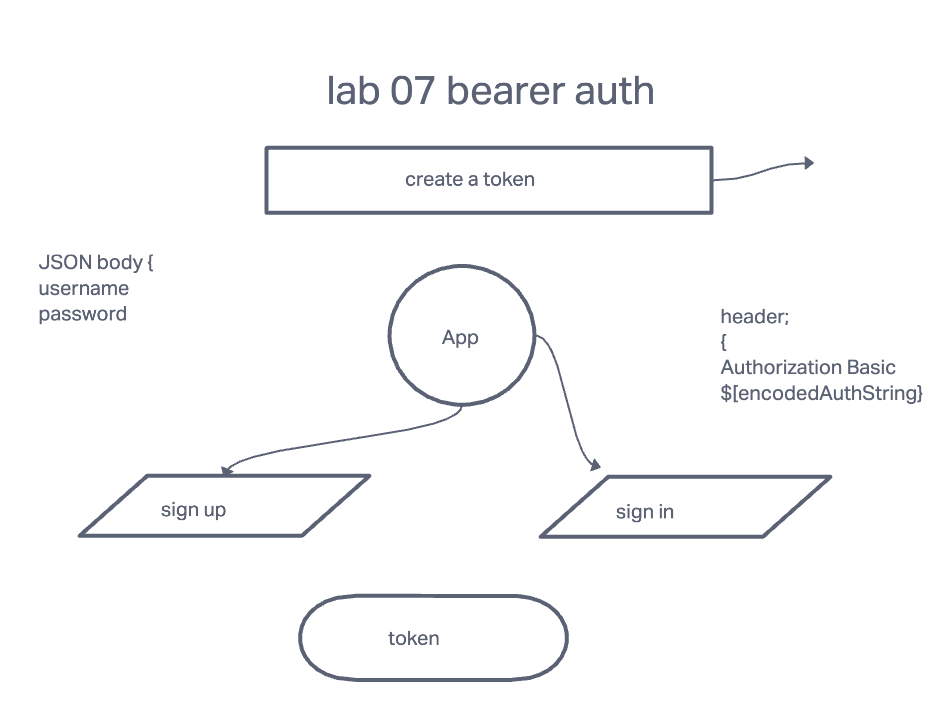 lab 07 bearer auth
create a token
JSON body {
username
password
App
header;
{
Authorization Basic
$[encodedAuthString}
sign up
sign in
token